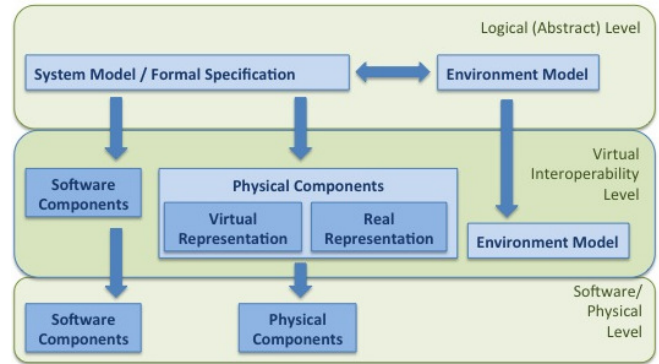 Logical (Abstract) Level
System Model / Formal Specification
Environment Model
Virtual
Interoperability
Level
Software
Components
Physical Components
Virtual
Representation
Real
Representation
Environment Model
Software/
Physical
Level
Software
Components
Physical
Components